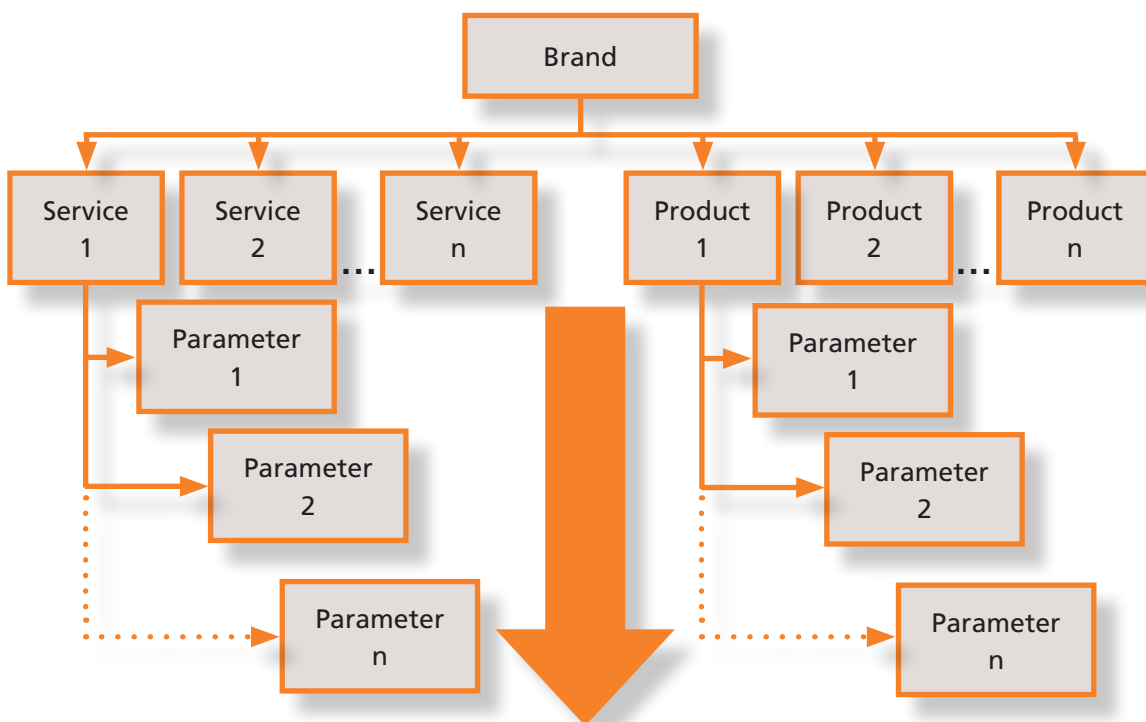 Brand
Service
1
Service
2
...
Service
n
Product
1
Product
2
...
Product
n
Parameter
1
Parameter
1
Parameter
2
Parameter
2
Parameter
n
Parameter
n